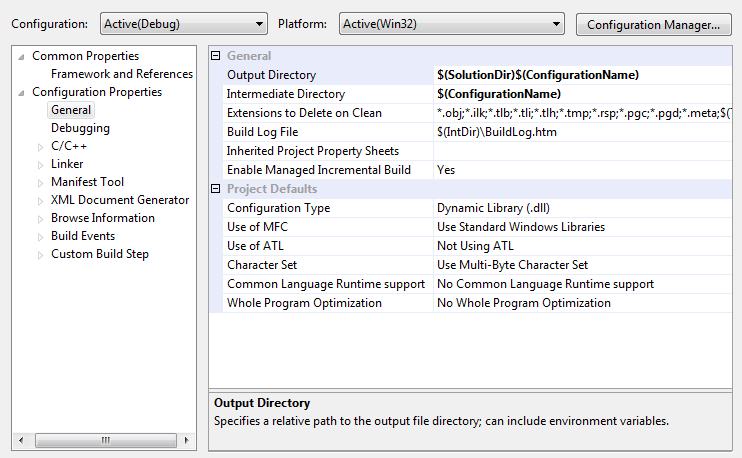 Configuration: Active(Debug) Platform: Active(Win32) Configuration Manager...
Common Properties
Framework and References
Configuration Properties
General
Debugging
C/C++
Linker
Manifest Tool
XML Document Generator
Browse Information
Build Events
Custom Build Step
General
Output Directory $(SolutionDir)$(ConfigurationName)
Intermediate Directory $(ConfigurationName)
Extensions to Delete on Clean *.obj;*.ilk;*.tlb;*.tli;*.tlh;*.tmp;*.rsp;*.pgc;*.pgd;*.meta;$(
Build Log File $(IntDir)\BuildLog.htm
Inherited Project Property Sheets
Enable Managed Incremental Build Yes
Project Defaults
Configuration Type Dynamic Library (.dll)
Use of MFC Use Standard Windows Libraries
Use of ATL Not Using ATL
Character Set Use Multi-Byte Character Set
Common Language Runtime support No Common Language Runtime support
Whole Program Optimization No Whole Program Optimization
Output Directory
Specifies a relative path to the output file directory; can include environment variables.